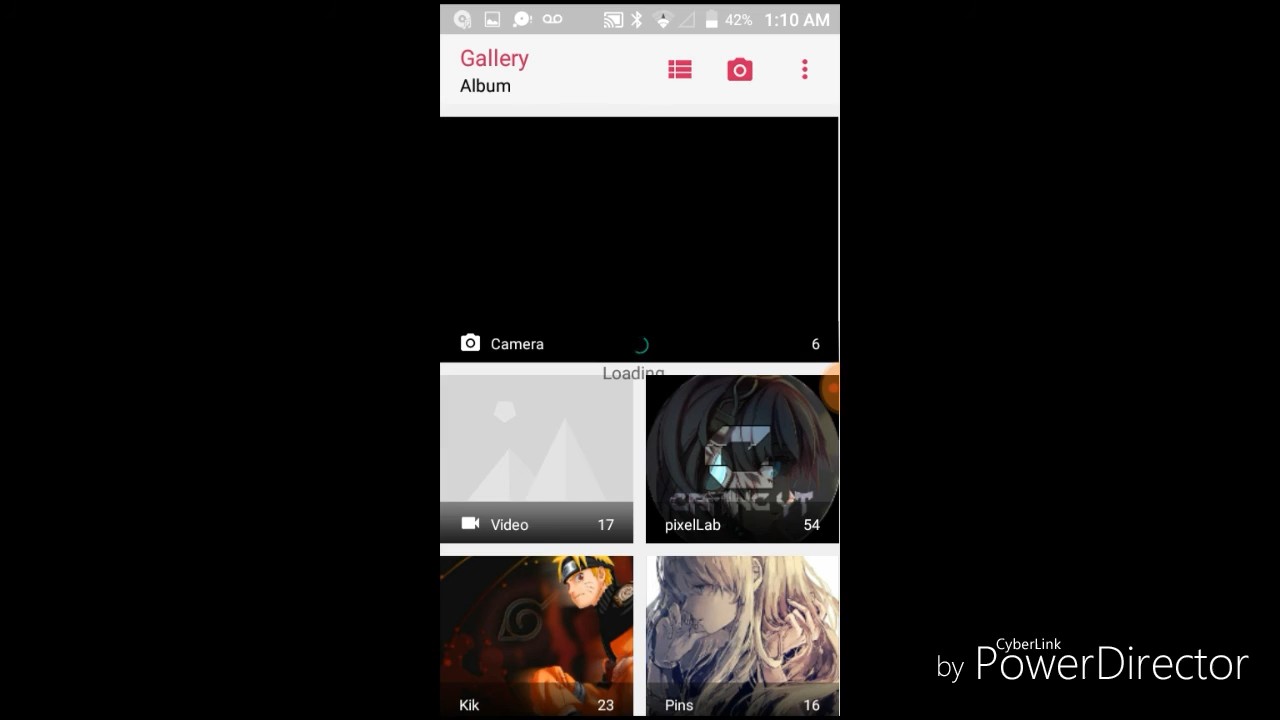 42% 1:10 AM
Gallery
Album
Camera 6
Loading
Video 17
pixelLab 54
Kik 23
Pins 16
CyberLink
by PowerDirector